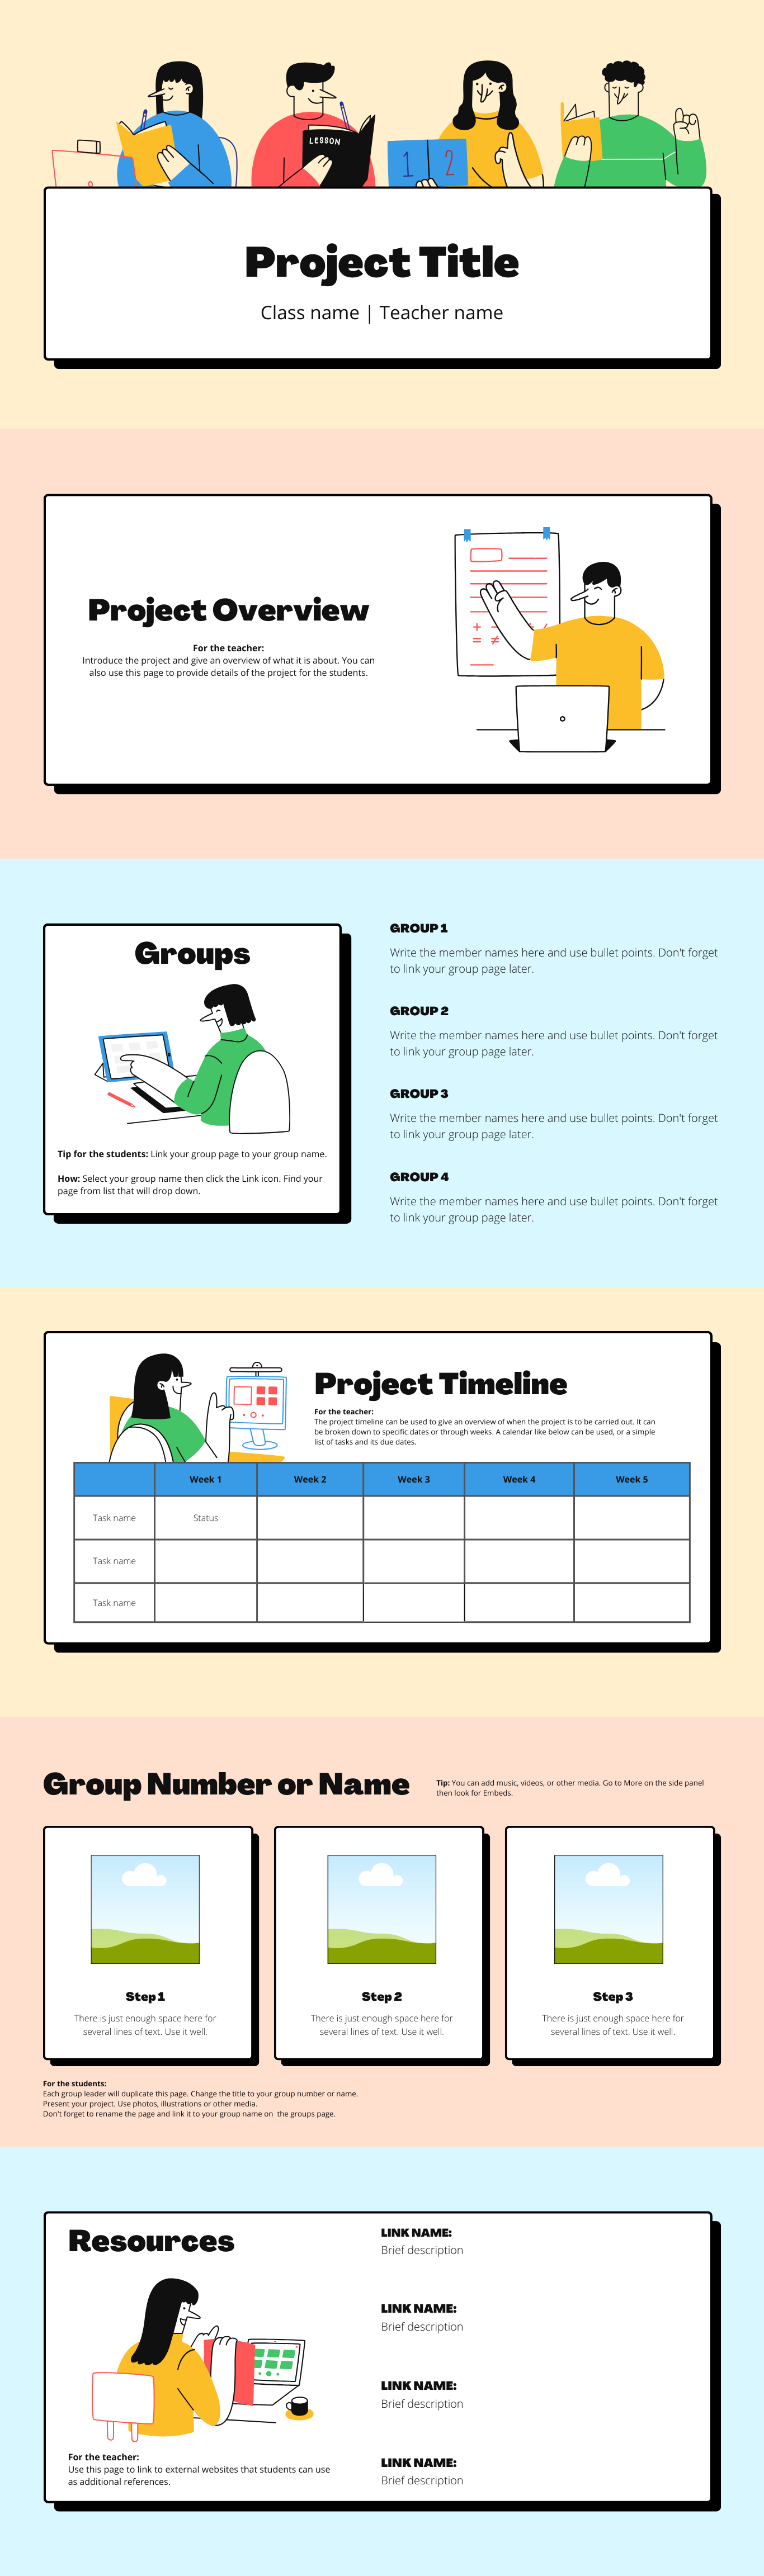 LESSON
1 2
Project Title
Class name | Teacher name
Project Overview
For the teacher:
Introduce the project and give an overview of what it is about. You can
also use this page to provide details of the project for the students.
+ -
= ≠
Groups
Tip for the students: Link your group page to your group name.
How: Select your group name then click the Link icon. Find your
page from list that will drop down.
GROUP 1
Write the member names here and use bullet points. Don't forget
to link your group page later.
GROUP 2
Write the member names here and use bullet points. Don't forget
to link your group page later.
GROUP 3
Write the member names here and use bullet points. Don't forget
to link your group page later.
GROUP 4
Write the member names here and use bullet points. Don't forget
to link your group page later.
Project Timeline
For the teacher:
The project timeline can be used to give an overview of when the project is to be carried out. It can
be broken down to specific dates or through weeks. A calendar like below can be used, or a simple
list of tasks and its due dates.
Week 1 Week 2 Week 3 Week 4 Week 5
Task name Status
Task name
Task name
Group Number or Name
Tip: You can add music, videos, or other media. Go to More on the side panel
then look for Embeds.
Step 1
There is just enough space here for
several lines of text. Use it well.
Step 2
There is just enough space here for
several lines of text. Use it well.
Step 3
There is just enough space here for
several lines of text. Use it well.
For the students:
Each group leader will duplicate this page. Change the title to your group number or name.
Present your project. Use photos, illustrations or other media.
Don't forget to rename the page and link it to your group name on the groups page.
Resources
For the teacher:
Use this page to link to external websites that students can use
as additional references.
LINK NAME:
Brief description
LINK NAME:
Brief description
LINK NAME:
Brief description
LINK NAME:
Brief description